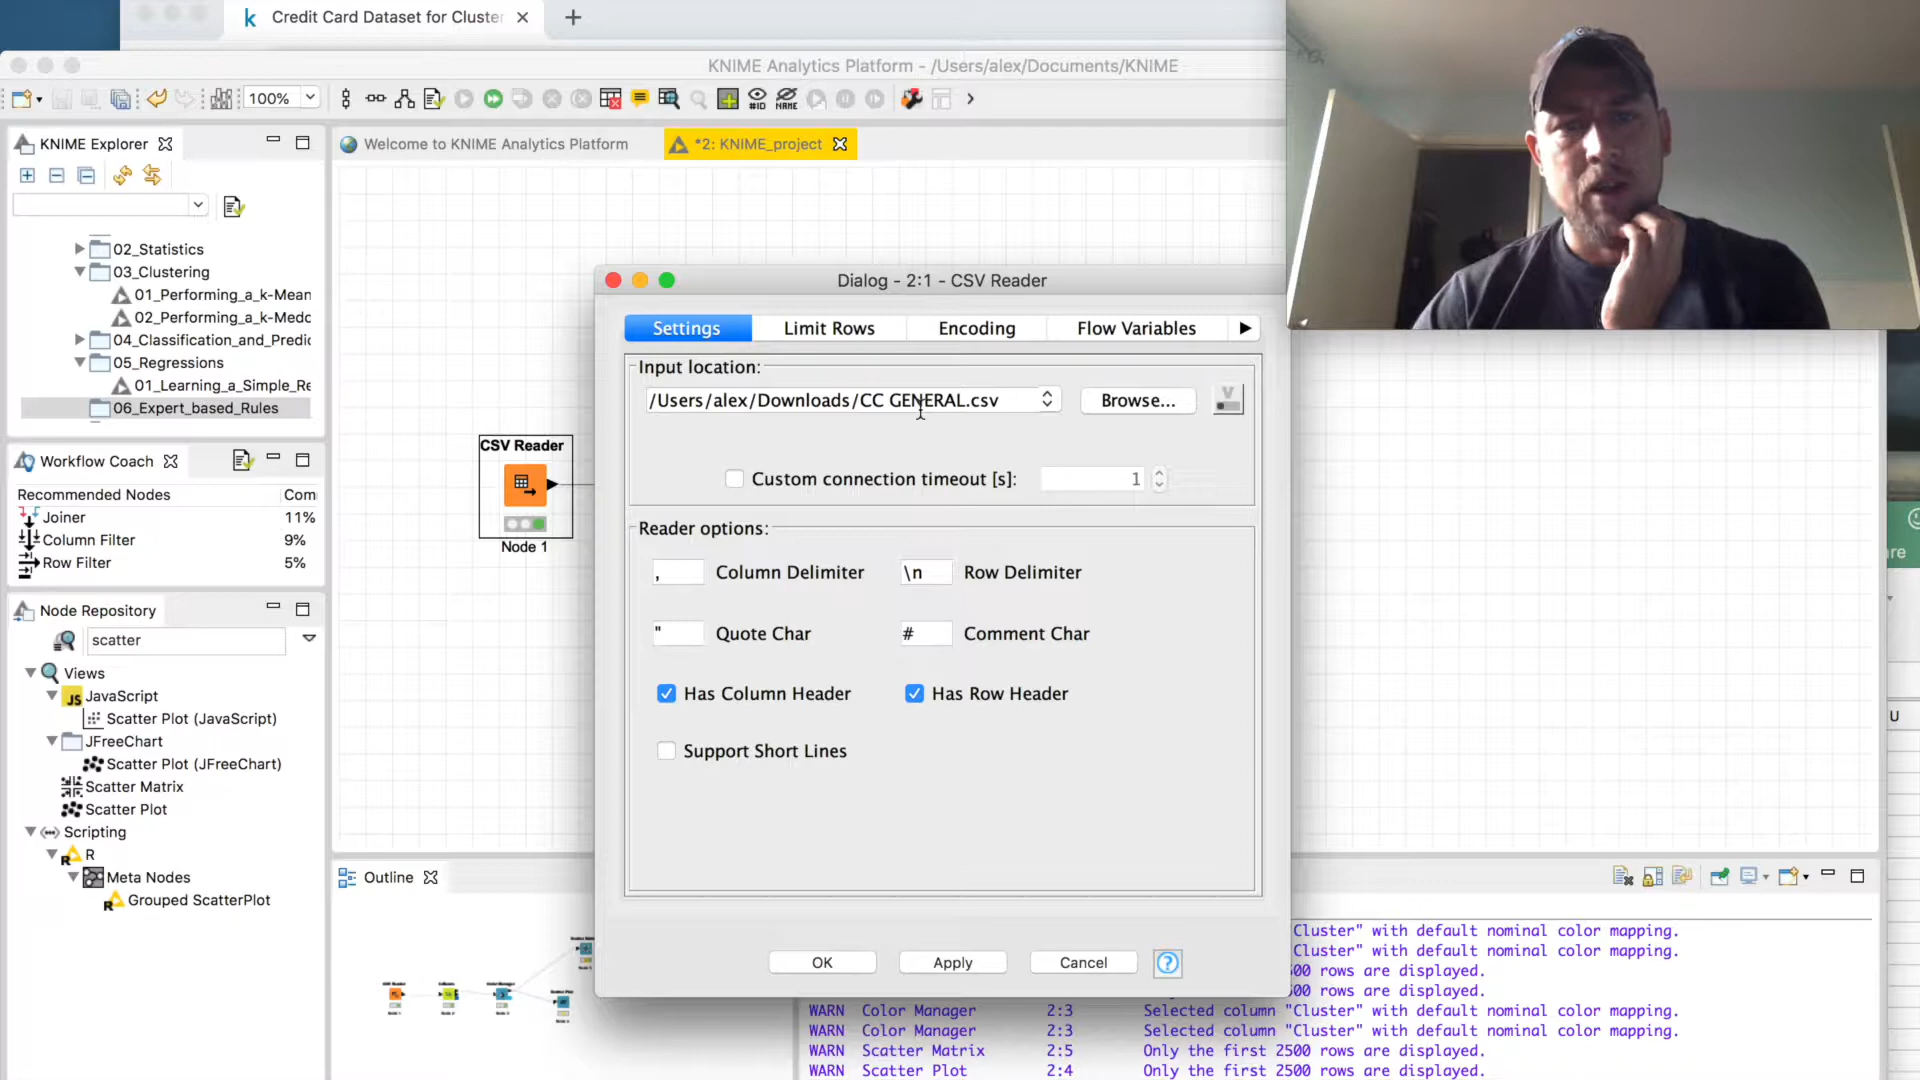 Credit Card Dataset for Cluster
KNIME Analytics Platform - /Users/alex/Documents/KNIME
100%
#ID
NAME
KNIME Explorer
Welcome to KNIME Analytics Platform
*2: KNIME_project
02_Statistics
03_Clustering
01_Performing_a_k-Mean
02_Performing_a_k-Medo
04_Classification_and_Predic
05_Regressions
01_Learning_a_Simple_Re
06_Expert_based_Rules
Workflow Coach
Recommended Nodes Com
Joiner 11%
Column Filter 9%
Row Filter 5%
Node Repository
scatter
Views
JavaScript
Scatter Plot (JavaScript)
JFreeChart
Scatter Plot (JFreeChart)
Scatter Matrix
Scatter Plot
Scripting
R
Meta Nodes
Grouped ScatterPlot
CSV Reader
Node 1
Dialog - 2:1 - CSV Reader
Settings Limit Rows Encoding Flow Variables
Input location:
/Users/alex/Downloads/CC GENERAL.csv Browse...
Custom connection timeout [s]: 1
Reader options:
, Column Delimiter \n Row Delimiter
" Quote Char # Comment Char
Has Column Header Has Row Header
Support Short Lines
OK Apply Cancel
Outline
U
Cluster" with default nominal color mapping.
Cluster" with default nominal color mapping.
500 rows are displayed.
500 rows are displayed.
WARN Color Manager 2:3 Selected column "Cluster" with default nominal color mapping.
WARN Color Manager 2:3 Selected column "Cluster" with default nominal color mapping.
WARN Scatter Matrix 2:5 Only the first 2500 rows are displayed.
WARN Scatter Plot 2:4 Only the first 2500 rows are displayed.